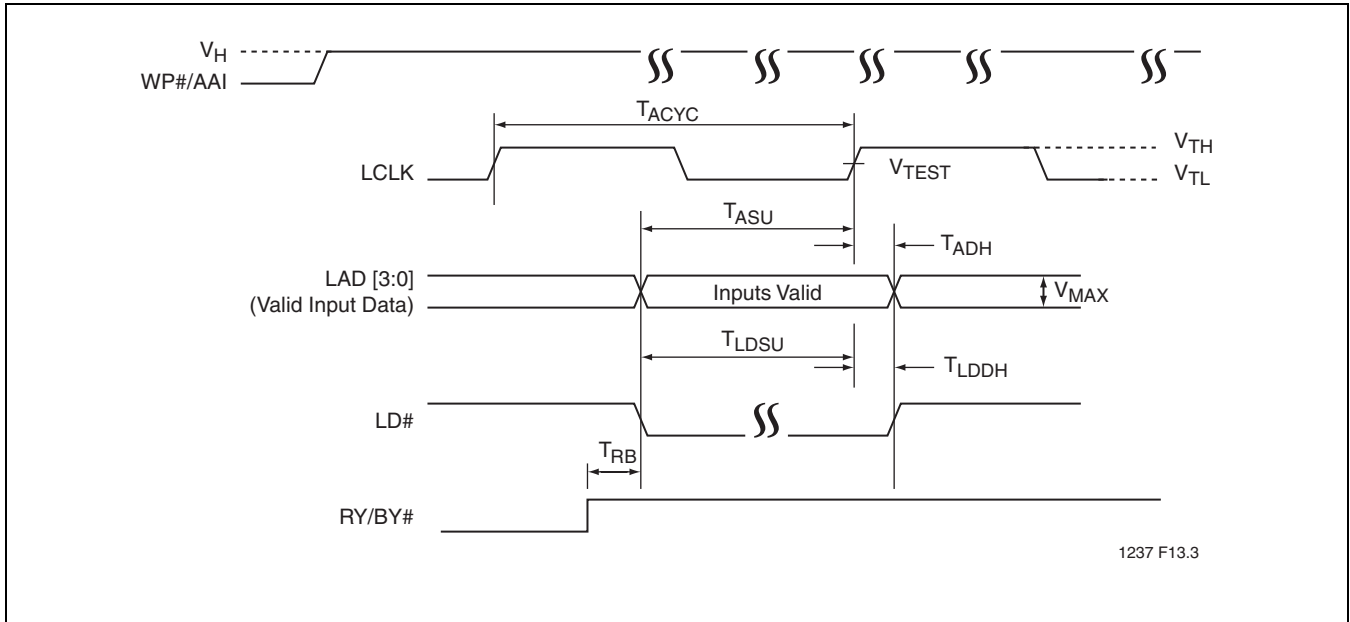 VH
WP#/AAI
TACYC
LCLK
VTEST
VTH
VTL
TASU
TADH
LAD [3:0]
(Valid Input Data)
Inputs Valid
VMAX
TLDSU
TLDDH
LD#
TRB
RY/BY#
1237 F13.3